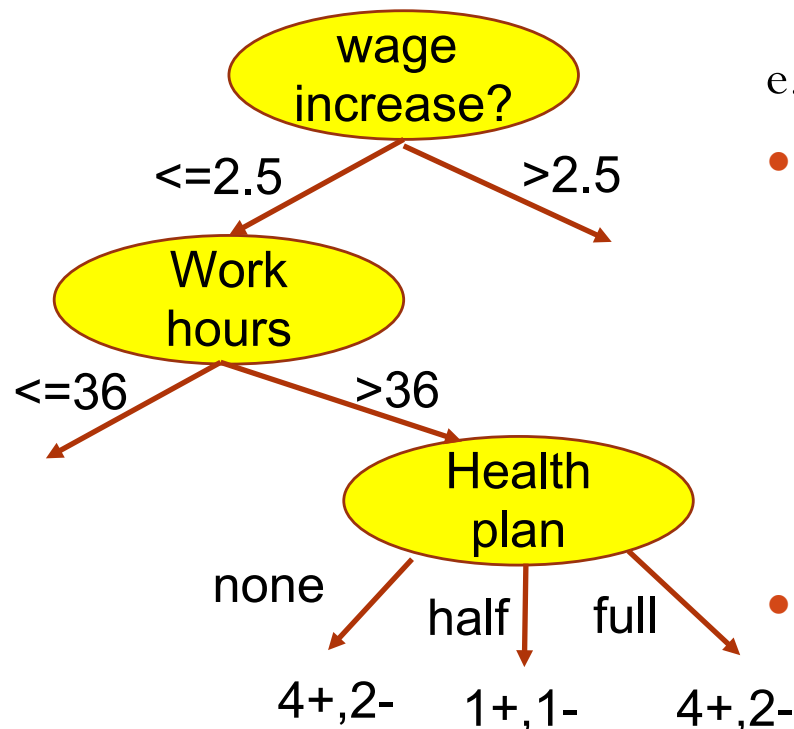 wage
increase?
e.
<=2.5
>2.5
Work
hours
<=36
>36
Health
plan
none
half
full
4+,2-
1+,1-
4+,2-